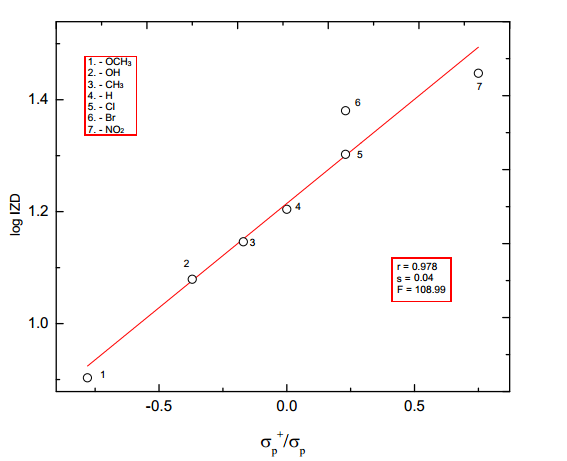 1. - OCH₃
2. - OH
3. - CH₃
4. - H
5. - Cl
6. - Br
7. - NO₂
1.4
1.2
1.0
log IZD
6
7
5
4
3
2
1
r = 0.978
s = 0.04
F = 108.99
-0.5 0.0 0.5
σₚ⁺/σₚ